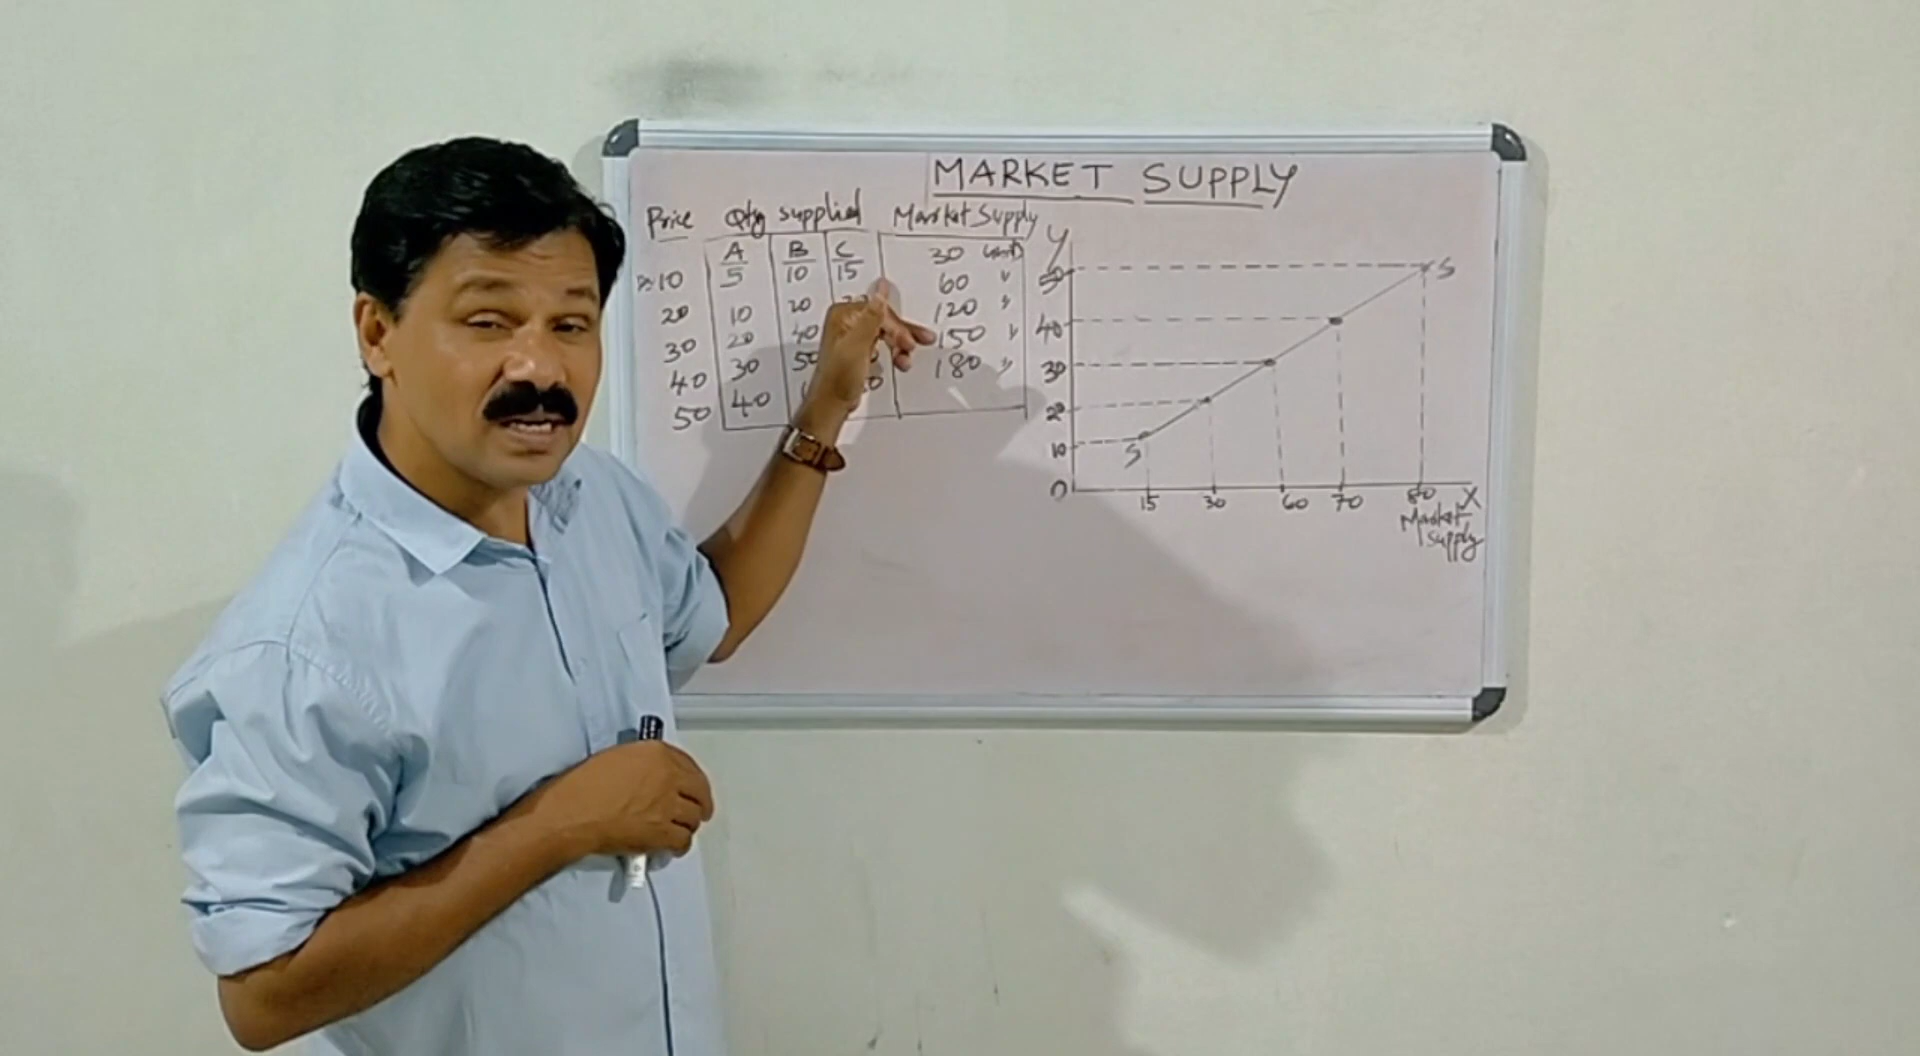 MARKET SUPPLY
Price Qty supplied Market Supply
A B C
10 5 10 15 30 units
20 10 20 60 "
30 20 40 120 "
40 30 50 150 "
50 40 180 "
Y
50 S
40
30
20
10 S
0 15 30 60 70 80 X
Market
Supply